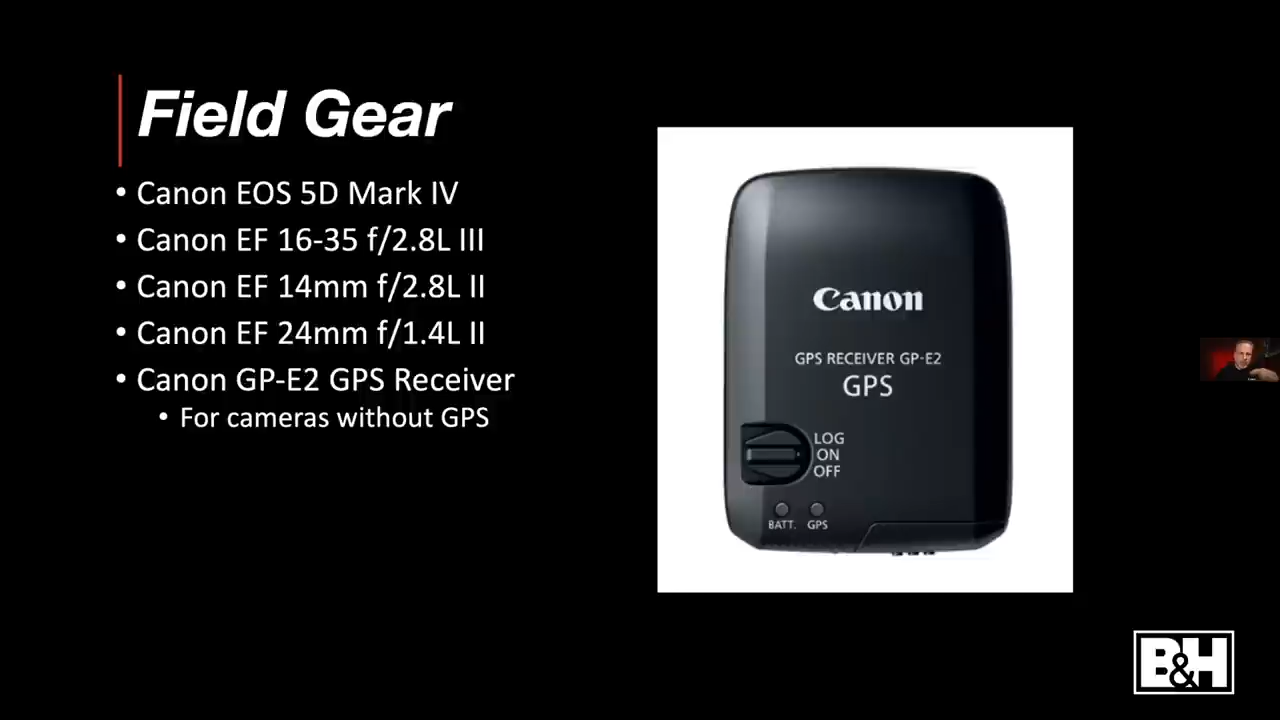 Field Gear
• Canon EOS 5D Mark IV
• Canon EF 16-35 f/2.8L III
• Canon EF 14mm f/2.8L II
• Canon EF 24mm f/1.4L II
• Canon GP-E2 GPS Receiver
• For cameras without GPS
Canon
GPS RECEIVER GP-E2
GPS
LOG
ON
OFF
BATT. GPS
B&H